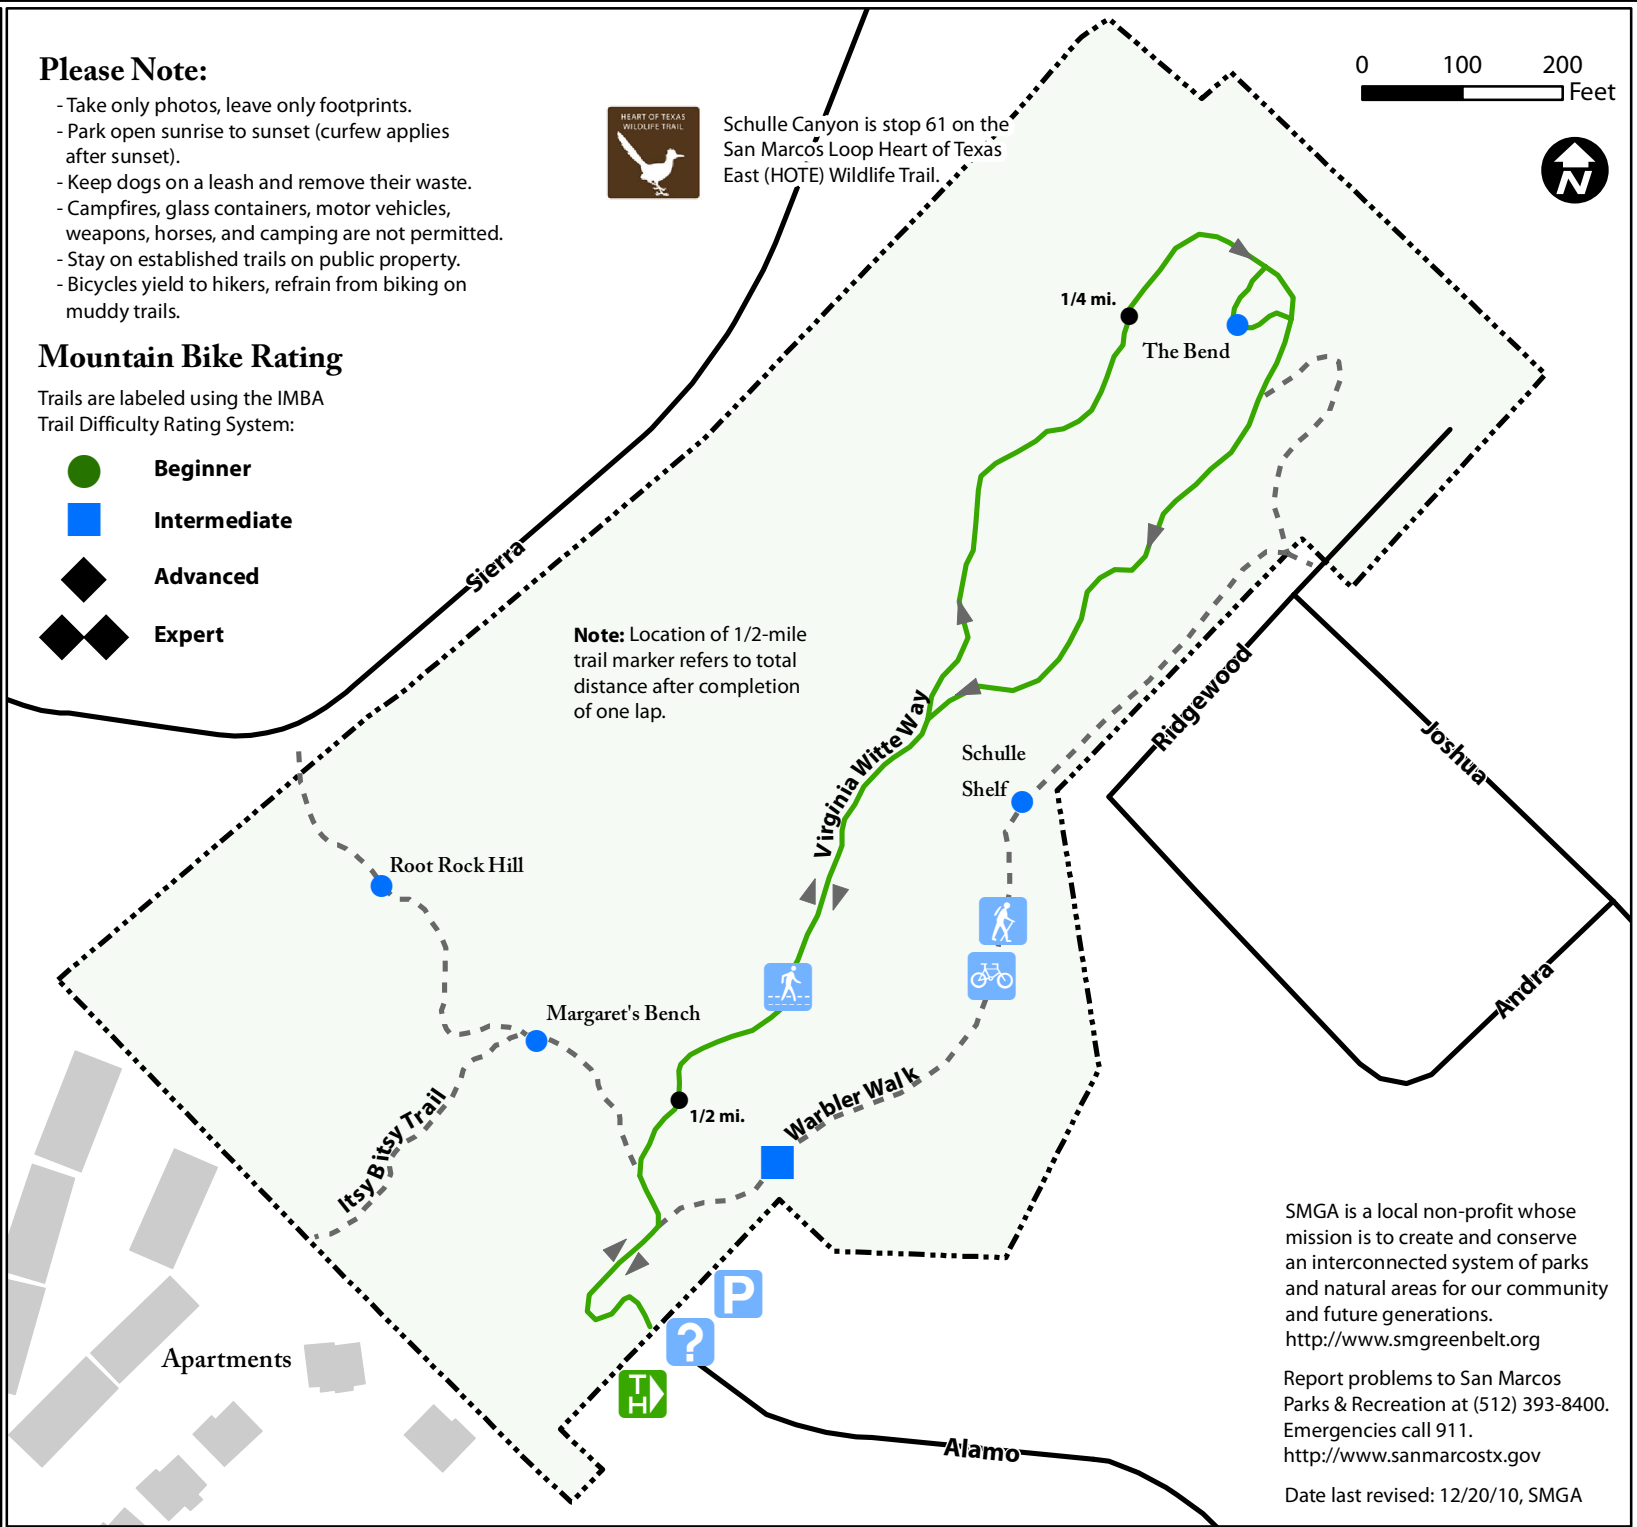 Please Note:
- Take only photos, leave only footprints.
- Park open sunrise to sunset (curfew applies
after sunset).
- Keep dogs on a leash and remove their waste.
- Campfires, glass containers, motor vehicles,
weapons, horses, and camping are not permitted.
- Stay on established trails on public property.
- Bicycles yield to hikers, refrain from biking on
muddy trails.
Mountain Bike Rating
Trails are labeled using the IMBA
Trail Difficulty Rating System:
Beginner
Intermediate
Advanced
Expert
HEART OF TEXAS
WILDLIFE TRAIL
Schulle Canyon is stop 61 on the
San Marcos Loop Heart of Texas
East (HOTE) Wildlife Trail.
0 100 200
Feet
N
1/4 mi.
The Bend
Sierra
Note: Location of 1/2-mile
trail marker refers to total
distance after completion
of one lap.
Virginia Witte Way
Schulle
Shelf
Ridgewood
Joshua
Andra
Root Rock Hill
Margaret's Bench
Itsy Bitsy Trail
1/2 mi.
Warbler Walk
P
?
TH
Apartments
Alamo
SMGA is a local non-profit whose
mission is to create and conserve
an interconnected system of parks
and natural areas for our community
and future generations.
http://www.smgreenbelt.org
Report problems to San Marcos
Parks & Recreation at (512) 393-8400.
Emergencies call 911.
http://www.sanmarcostx.gov
Date last revised: 12/20/10, SMGA